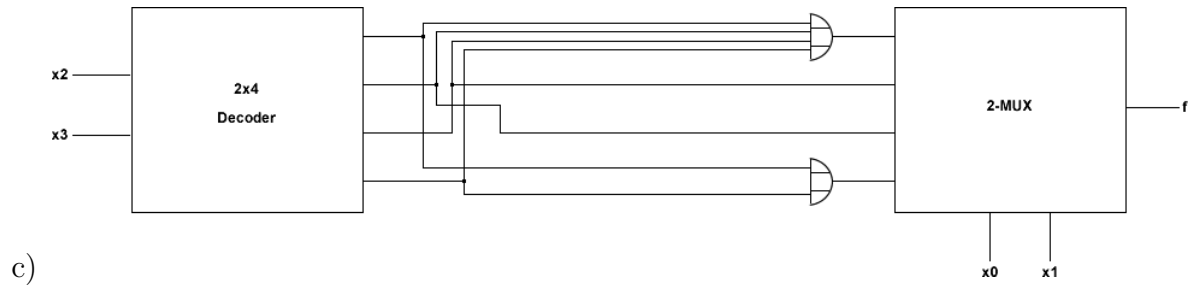 x2
x3
2x4
Decoder
2-MUX
f
x0 x1
c)